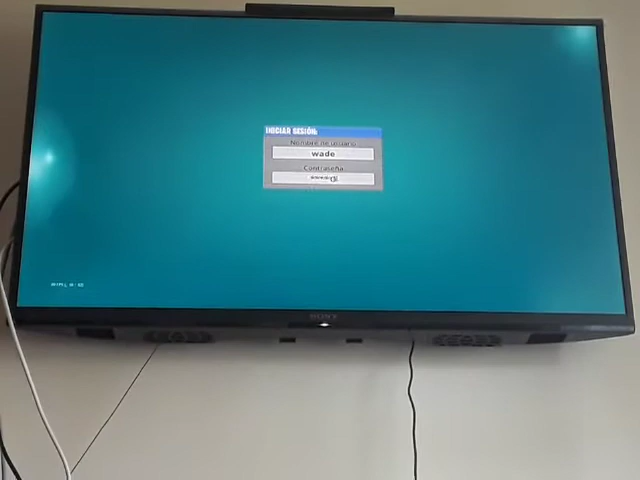 INICIAR SESIÓN:
Nombre de usuario
wade
Contraseña
SONY